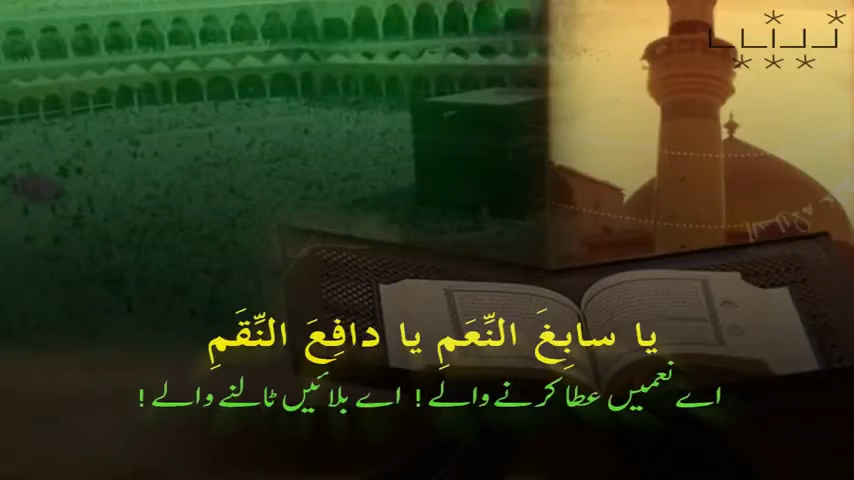 يا سابِغَ النِّعَمِ يا دافِعَ النِّقَمِ
اے نعمیں عطا کرنے والے ! اے بلائیں ٹالنے والے !